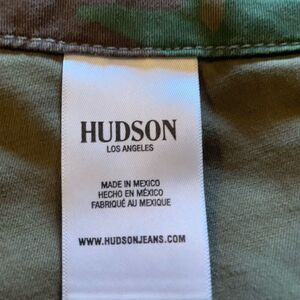 HUDSON
LOS ANGELES
MADE IN MEXICO
HECHO EN MÉXICO
FABRIQUÉ AU MEXIQUE
WWW.HUDSONJEANS.COM